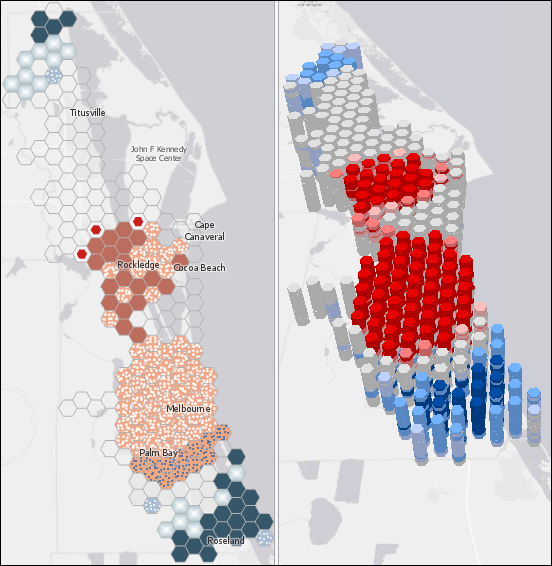 Titusville
John F Kennedy
Space Center
Cape
Canaveral
Rockledge
Cocoa Beach
Melbourne
Palm Bay
Roseland